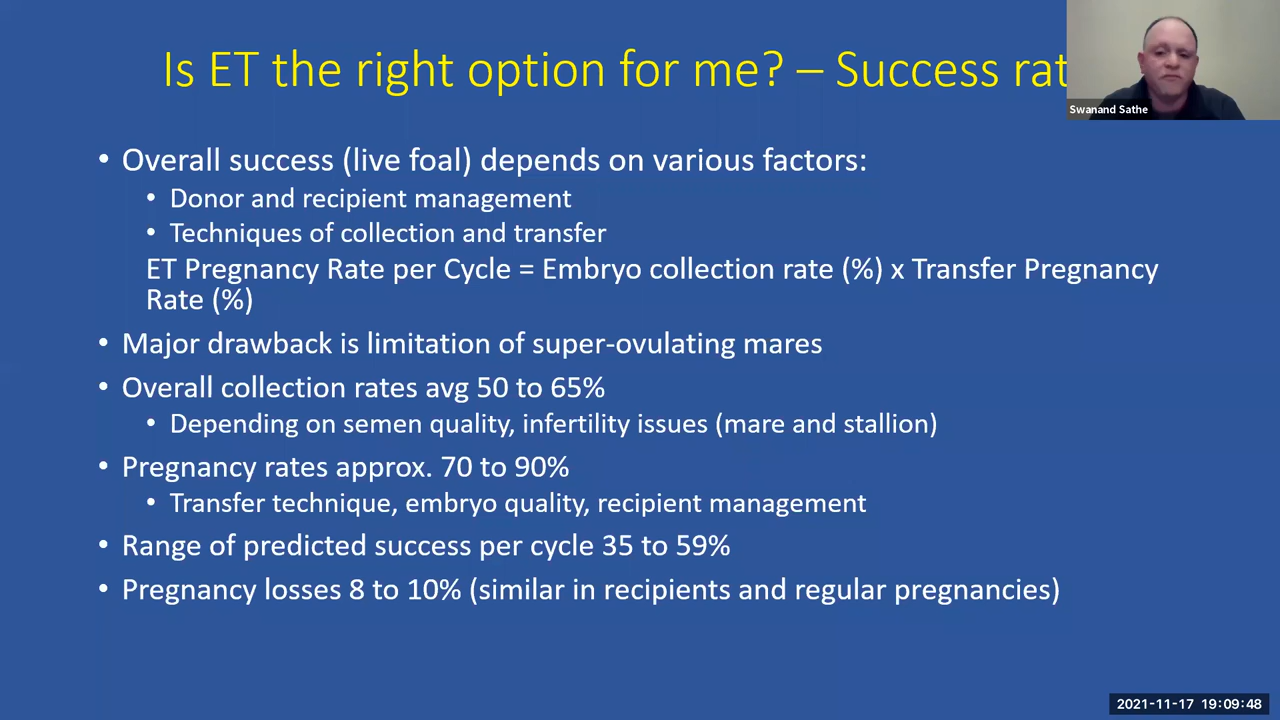 Is ET the right option for me? – Success rat
Swanand Sathe
• Overall success (live foal) depends on various factors:
• Donor and recipient management
• Techniques of collection and transfer
ET Pregnancy Rate per Cycle = Embryo collection rate (%) x Transfer Pregnancy
Rate (%)
• Major drawback is limitation of super-ovulating mares
• Overall collection rates avg 50 to 65%
• Depending on semen quality, infertility issues (mare and stallion)
• Pregnancy rates approx. 70 to 90%
• Transfer technique, embryo quality, recipient management
• Range of predicted success per cycle 35 to 59%
• Pregnancy losses 8 to 10% (similar in recipients and regular pregnancies)
2021-11-17 19:09:48